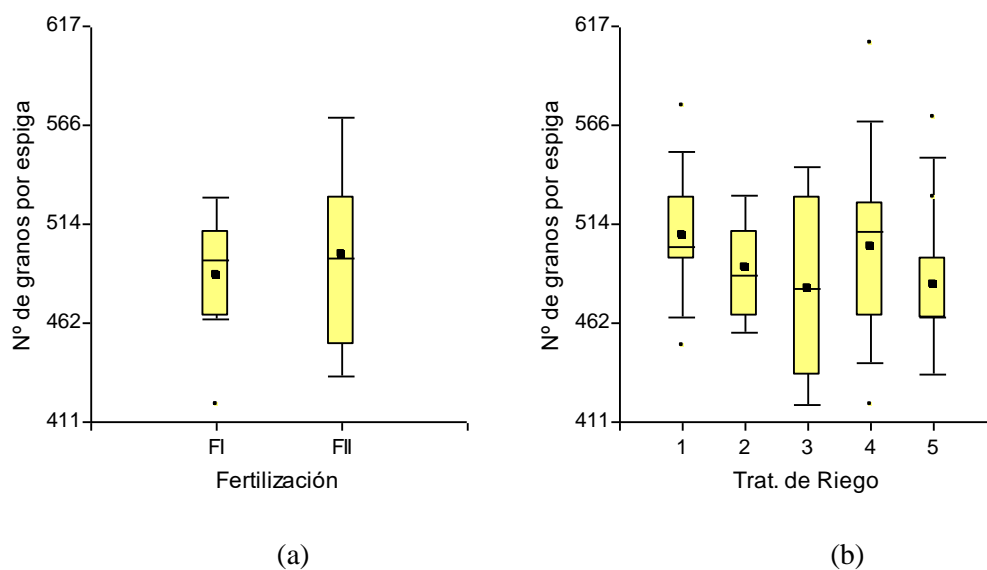 617
566
514
462
411
Nº de granos por espiga
FI
FII
Fertilización
(a)
617
566
514
462
411
Nº de granos por espiga
1
2
3
4
5
Trat. de Riego
(b)